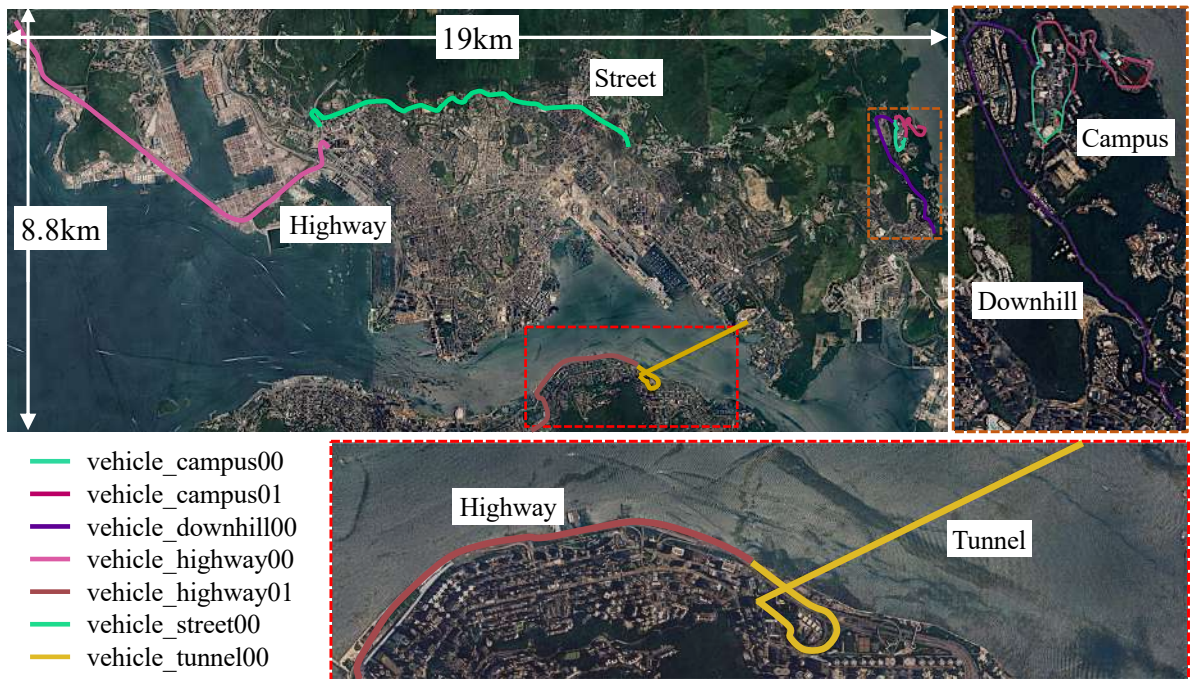 19km
Street
Campus
8.8km
Highway
Downhill
vehicle_campus00
vehicle_campus01
vehicle_downhill00
vehicle_highway00
vehicle_highway01
vehicle_street00
vehicle_tunnel00
Highway
Tunnel